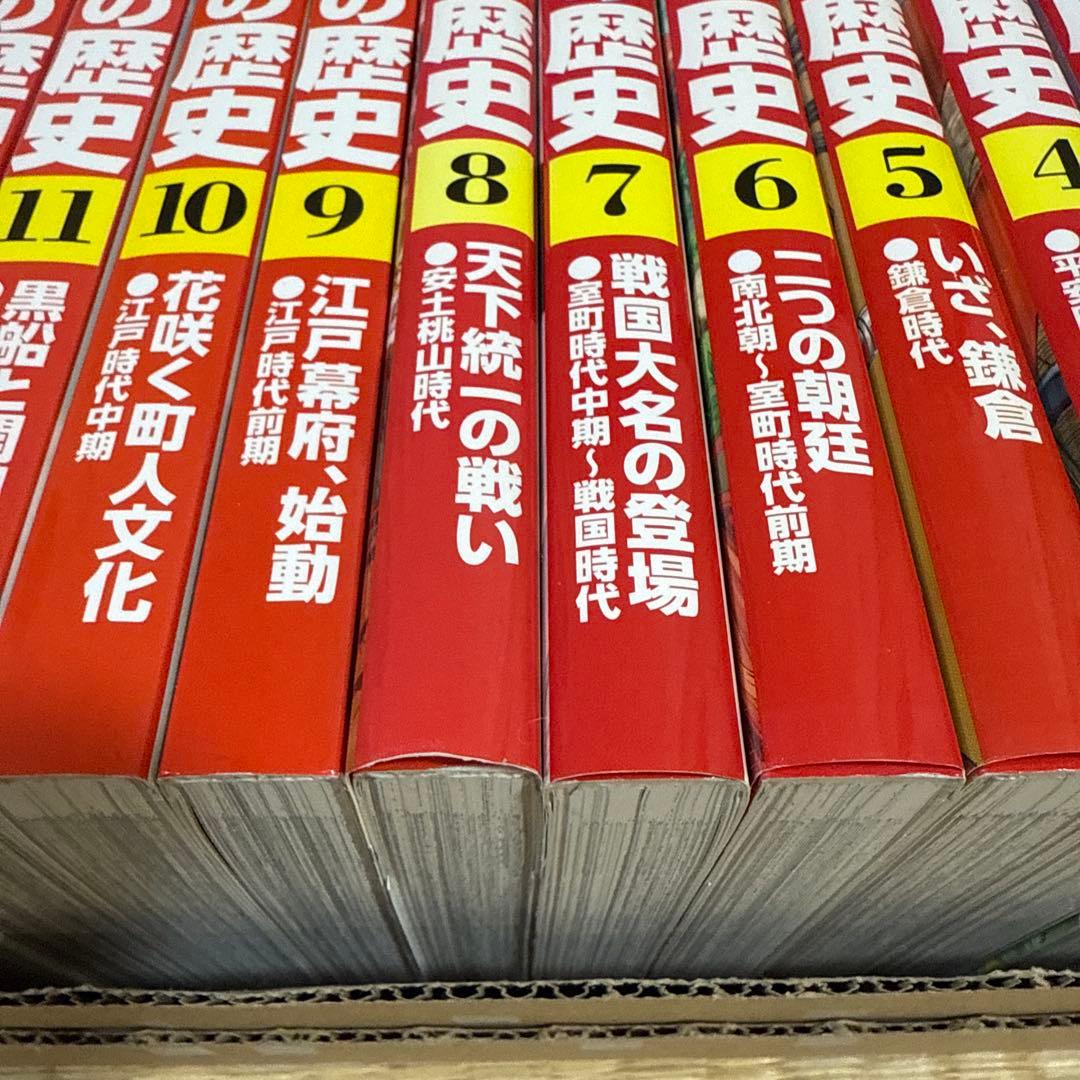 の歴史
11
黒船
の歴史
10
花咲く町人文化
●江戸時代中期
の歴史
9
江戸幕府、始動
●江戸時代前期
歴史
8
天下統一の戦い
●安土桃山時代
歴史
7
戦国大名の登場
●室町時代中期~戦国時代
歴史
6
二つの朝廷
●南北朝~室町時代前期
歴史
5
いざ、鎌倉
●鎌倉時代
歴史
4